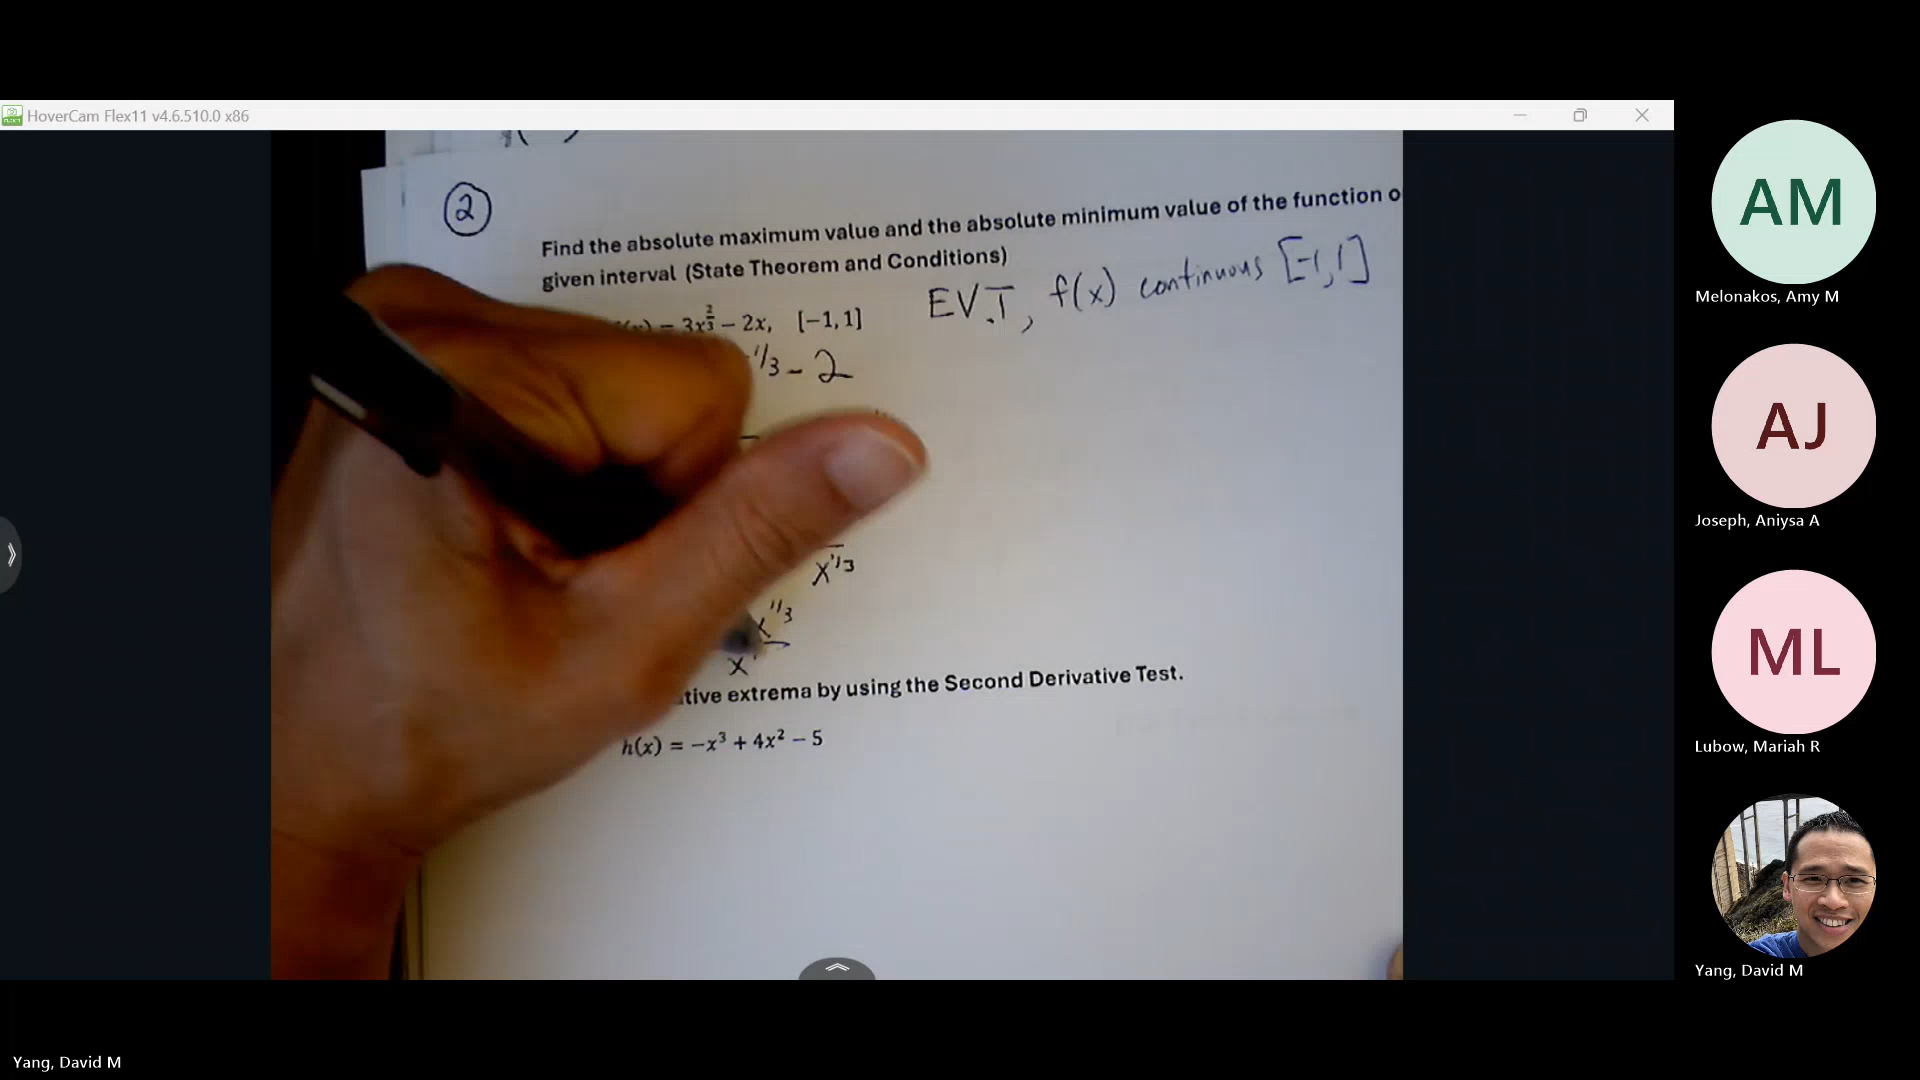 HoverCam Flex11 v4.6.510.0 x86
②
Find the absolute maximum value and the absolute minimum value of the function o
given interval (State Theorem and Conditions)
EVT, f(x) continuous [-1,1]
= 3x^{2/3} − 2x, [−1, 1]
1/3 - 2
x^{1/3}
x^{1/3}
x
tive extrema by using the Second Derivative Test.
h(x) = −x³ + 4x² − 5
AM
Melonakos, Amy M
AJ
Joseph, Aniysa A
ML
Lubow, Mariah R
Yang, David M
Yang, David M